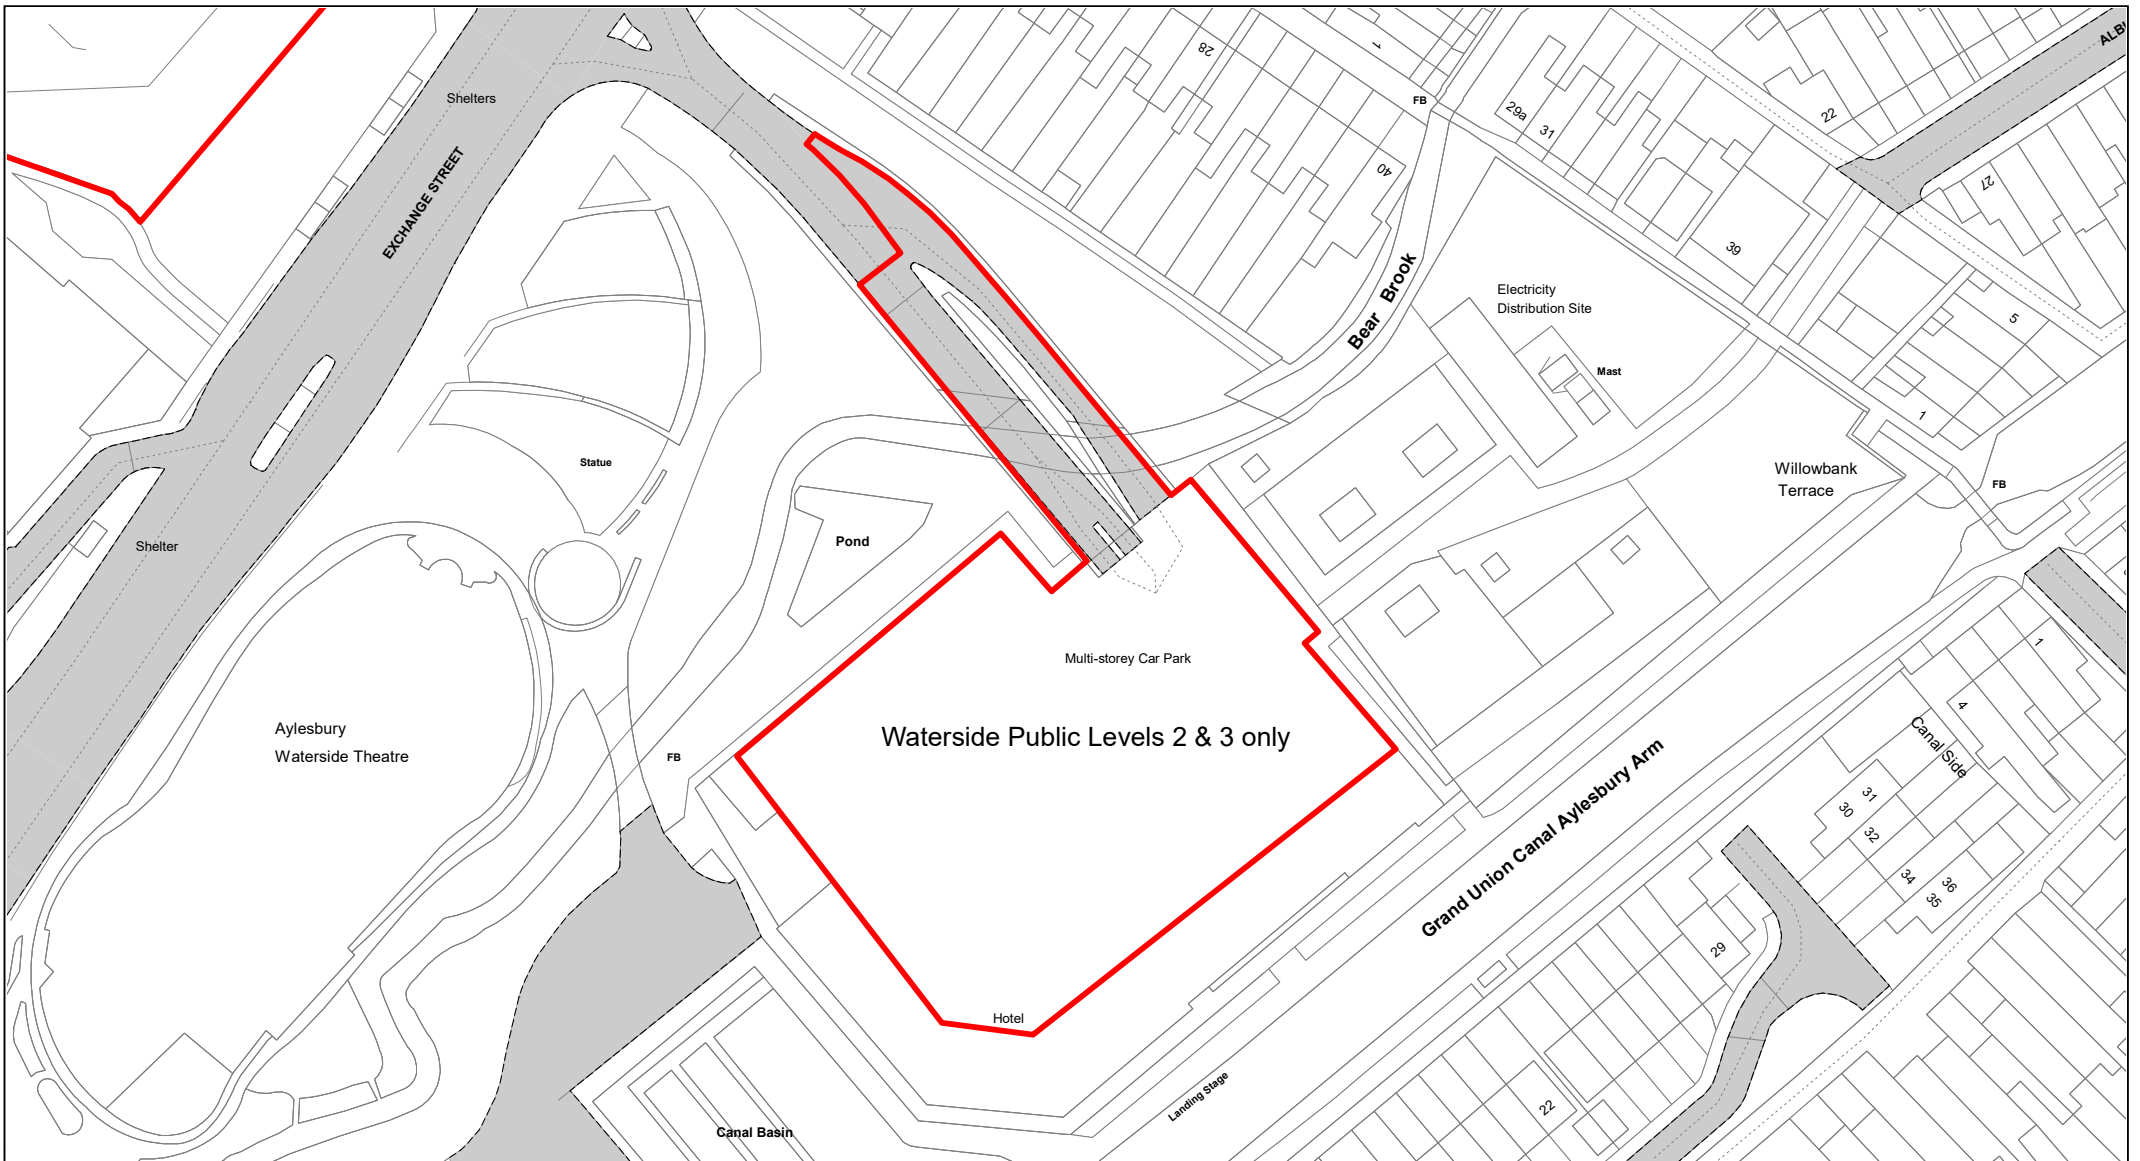 Shelters
EXCHANGE STREET
28
1
FB
29a
31
22
ALB
40
27
39
5
Bear Brook
Electricity
Distribution Site
Mast
1
Statue
Willowbank
Terrace
FB
Shelter
Pond
Multi-storey Car Park
1
4
Canal Side
Aylesbury
Waterside Theatre
FB
Waterside Public Levels 2 & 3 only
Grand Union Canal Aylesbury Arm
31
30
32
34
36
35
29
Hotel
Landing Stage
22
Canal Basin